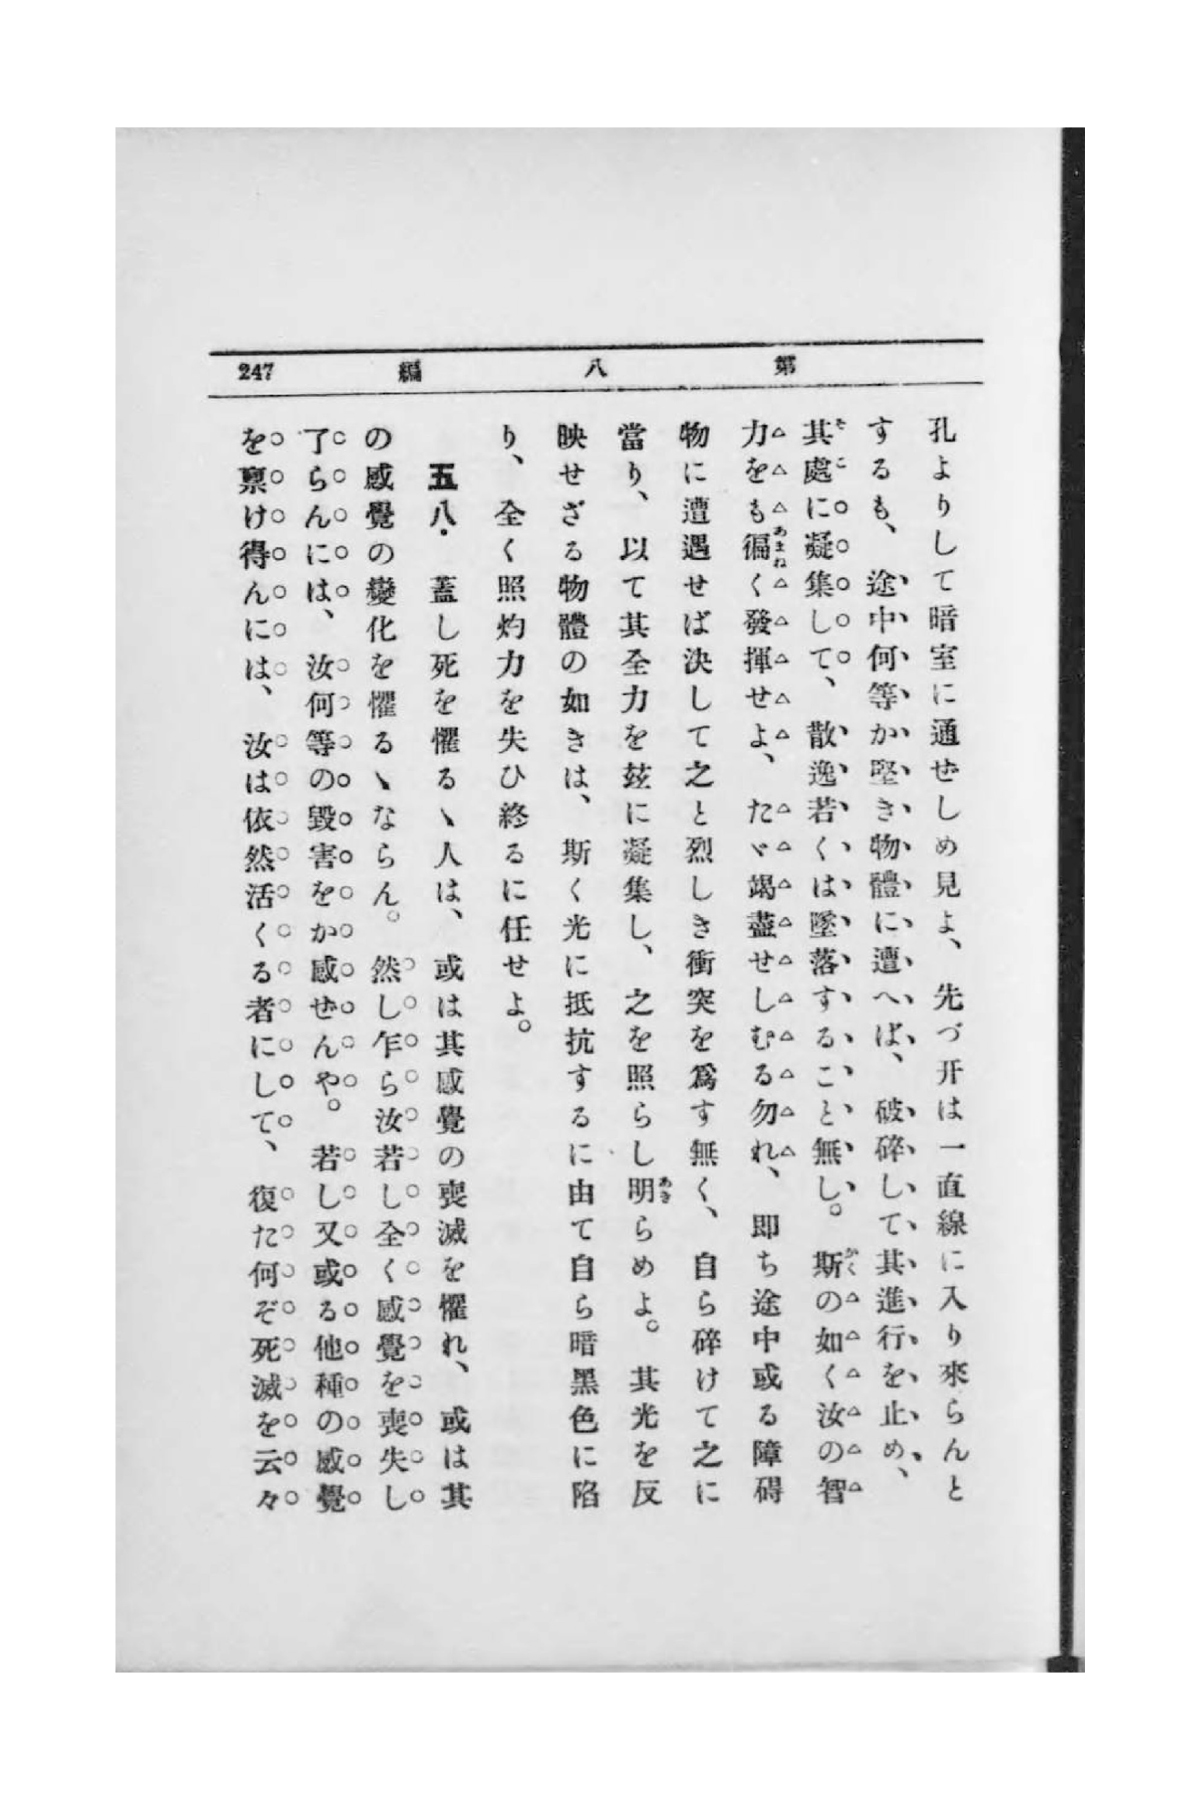 第八編
247
孔よりして暗室に通ぜしめ見よ、先づ开は一直線に入り來らんと
するも、途中何等か堅き物體に遭へば、破碎して其進行を止め、
其處に凝集して、散逸若くは墜落すること無し。斯の如く汝の智
力をも徧く發揮せよ、たゞ竭盡せしむる勿れ、即ち途中或る障碍
物に遭遇せば決して之と烈しき衝突を爲す無く、自ら碎けて之に
當り、以て其全力を玆に凝集し、之を照らし明らめよ。其光を反
映せざる物體の如きは、斯く光に抵抗するに由て自ら暗黑色に陷
り、全く照灼力を失ひ終るに任せよ。
五八．蓋し死を懼るゝ人は、或は其感覺の喪滅を懼れ、或は其
の感覺の變化を懼るゝならん。然し乍ら汝若し全く感覺を喪失し
了らんには、汝何等の毀害をか感ぜんや。若し又或る他種の感覺
を禀け得んには、汝は依然活くる者にして、復た何ぞ死滅を云々